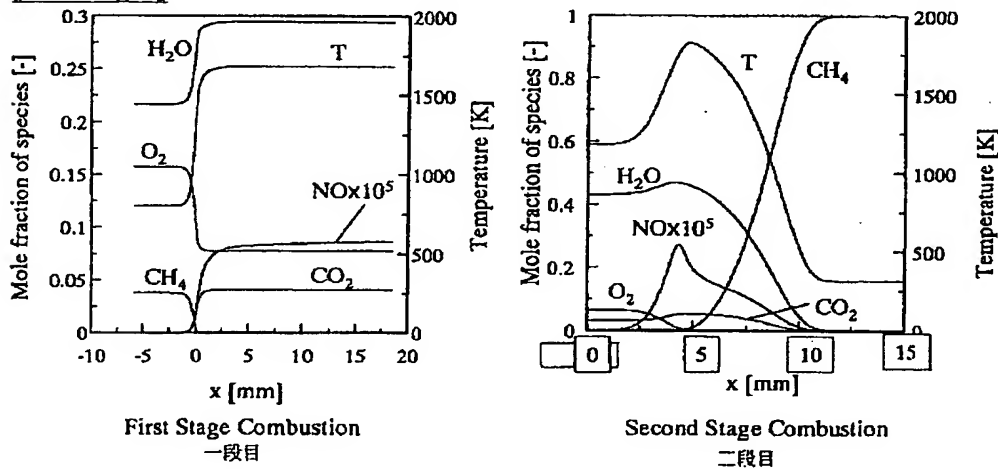 0.3
0.25
0.2
0.15
0.1
0.05
0
Mole fraction of species [-]
H₂O
T
O₂
NOx10⁵
CH₄
CO₂
2000
1500
1000
500
0
Temperature [K]
-10 -5 0 5 10 15 20
x [mm]
First Stage Combustion
一段目
1
0.8
0.6
0.4
0.2
0
Mole fraction of species [-]
T
CH₄
H₂O
NOx10⁵
O₂
CO₂
2000
1500
1000
500
0
Temperature [K]
0 5 10 15
x [mm]
Second Stage Combustion
二段目